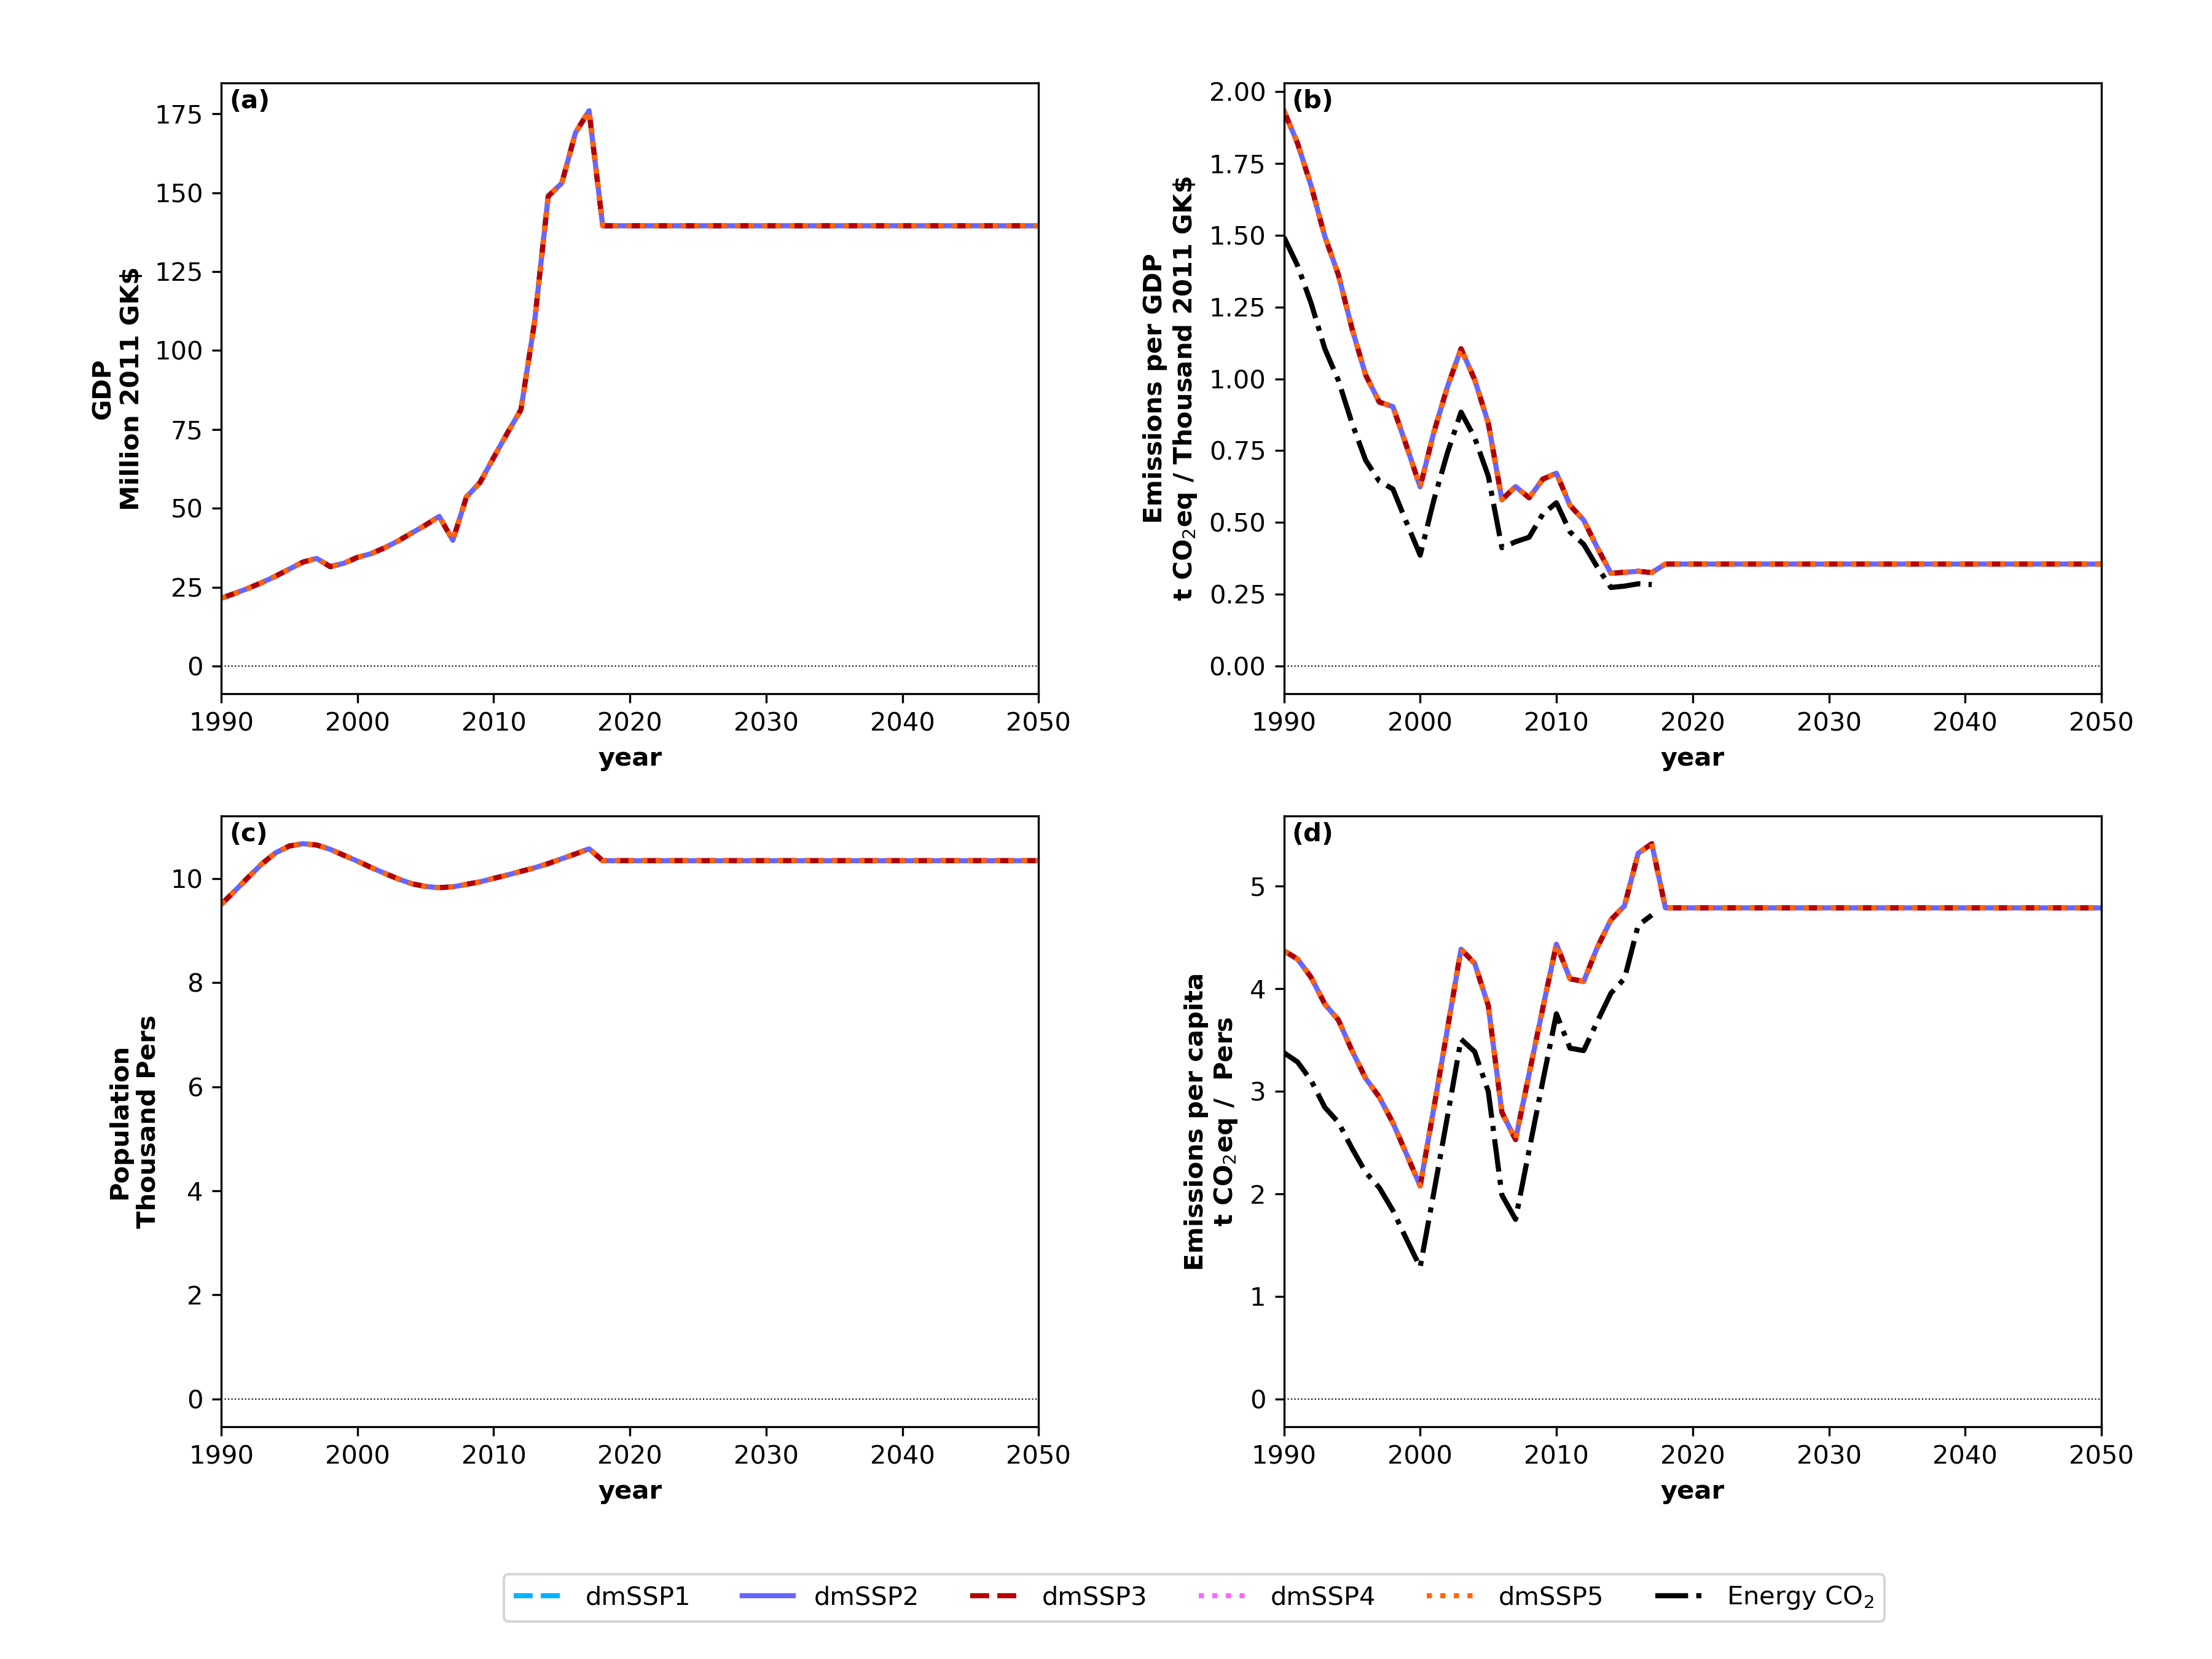 (a)
175
150
125
100
75
50
25
0
GDP
Million 2011 GK$
1990 2000 2010 2020 2030 2040 2050
year
(b)
2.00
1.75
1.50
1.25
1.00
0.75
0.50
0.25
0.00
Emissions per GDP
t CO₂eq / Thousand 2011 GK$
1990 2000 2010 2020 2030 2040 2050
year
(c)
10
8
6
4
2
0
Population
Thousand Pers
1990 2000 2010 2020 2030 2040 2050
year
(d)
5
4
3
2
1
0
Emissions per capita
t CO₂eq / Pers
1990 2000 2010 2020 2030 2040 2050
year
dmSSP1 dmSSP2 dmSSP3 dmSSP4 dmSSP5 Energy CO₂